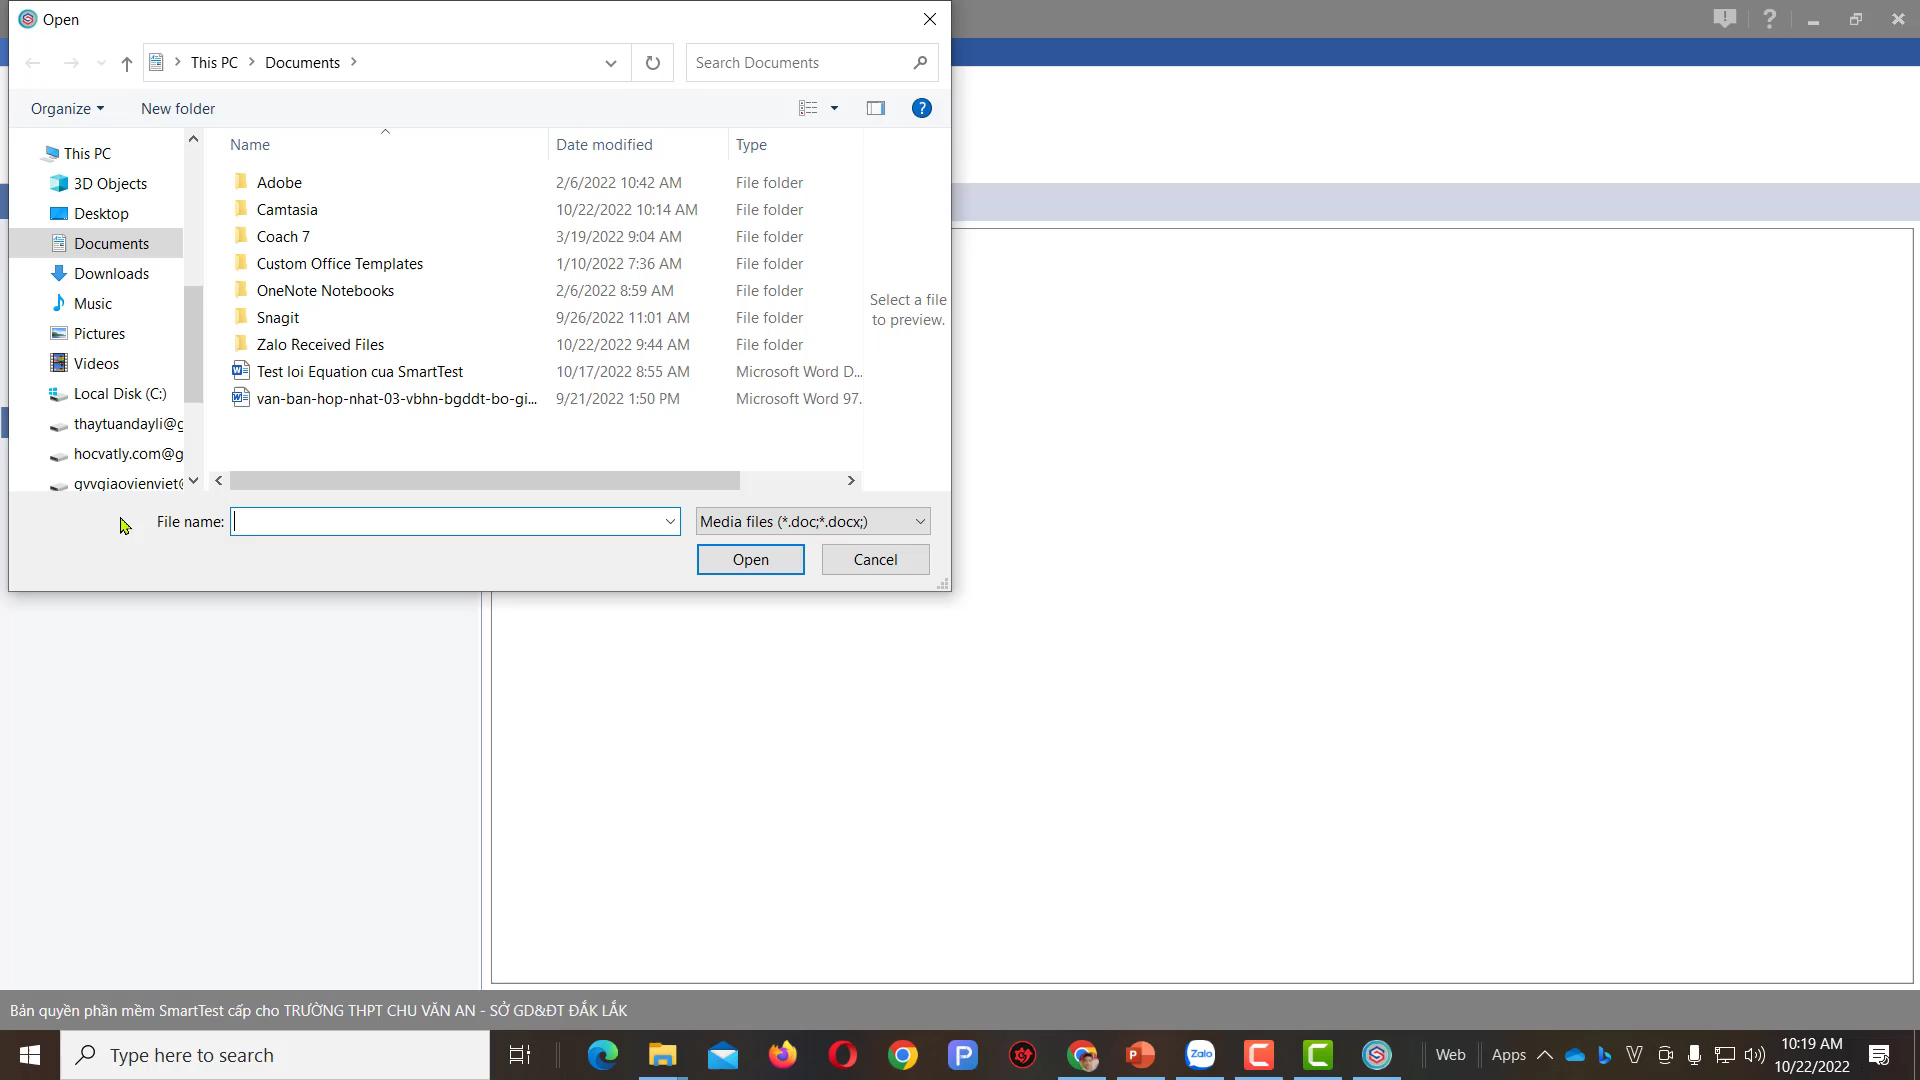 Open
This PC
Documents
Search Documents
Organize
New folder
?
?
Name
Date modified
Type
This PC
3D Objects
Desktop
Documents
Downloads
Music
Pictures
Videos
Local Disk (C:)
thaytuandayli@g
hocvatly.com@g
gvvgiaovienviet@
Adobe 2/6/2022 10:42 AM File folder
Camtasia 10/22/2022 10:14 AM File folder
Coach 7 3/19/2022 9:04 AM File folder
Custom Office Templates 1/10/2022 7:36 AM File folder
OneNote Notebooks 2/6/2022 8:59 AM File folder
Snagit 9/26/2022 11:01 AM File folder
Zalo Received Files 10/22/2022 9:44 AM File folder
Test loi Equation cua SmartTest 10/17/2022 8:55 AM Microsoft Word D...
van-ban-hop-nhat-03-vbhn-bgddt-bo-gi... 9/21/2022 1:50 PM Microsoft Word 97.
Select a file
to preview.
File name:
Media files (*.doc;*.docx;)
Open
Cancel
Bản quyền phần mềm SmartTest cấp cho TRƯỜNG THPT CHU VĂN AN - SỞ GD&ĐT ĐẮK LẮK
Type here to search
Zalo
Web
Apps
10:19 AM
10/22/2022